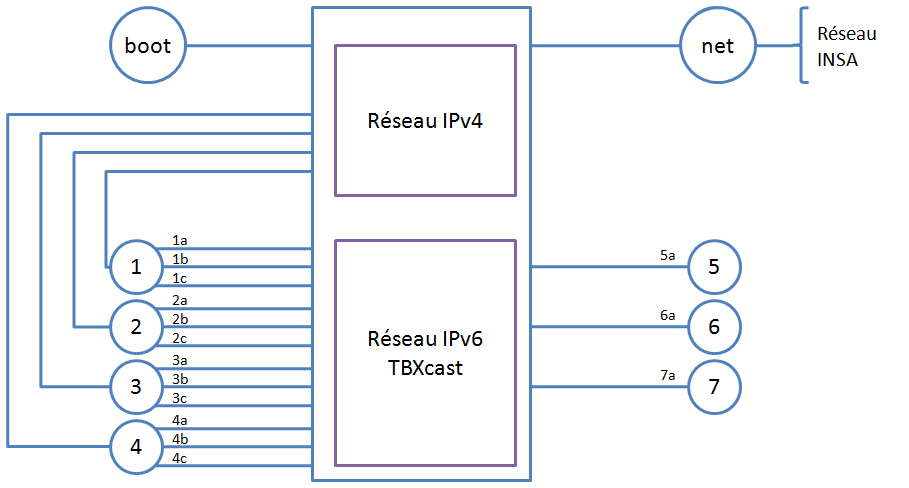 boot
Réseau IPv4
net
Réseau
INSA
1
1a
1b
1c
2
2a
2b
2c
3
3a
3b
3c
4
4a
4b
4c
Réseau IPv6
TBXcast
5a
5
6a
6
7a
7